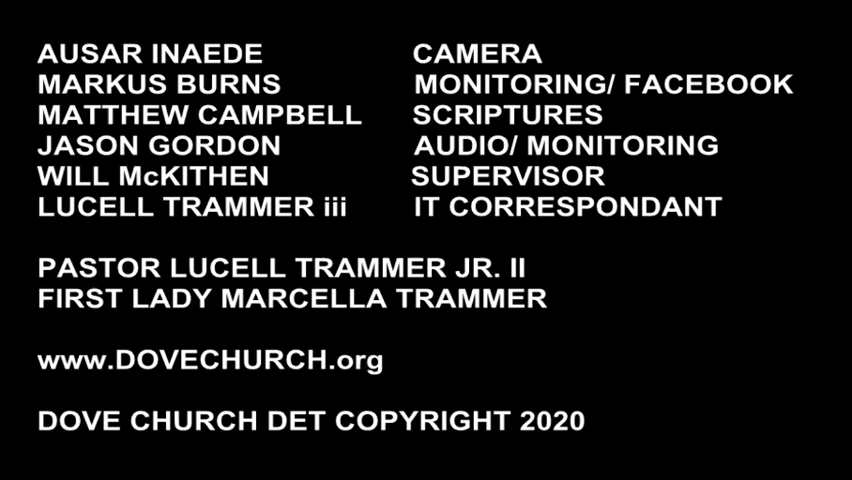 AUSAR INAEDE CAMERA
MARKUS BURNS MONITORING/ FACEBOOK
MATTHEW CAMPBELL SCRIPTURES
JASON GORDON AUDIO/ MONITORING
WILL McKITHEN SUPERVISOR
LUCELL TRAMMER iii IT CORRESPONDANT
PASTOR LUCELL TRAMMER JR. II
FIRST LADY MARCELLA TRAMMER
www.DOVECHURCH.org
DOVE CHURCH DET COPYRIGHT 2020